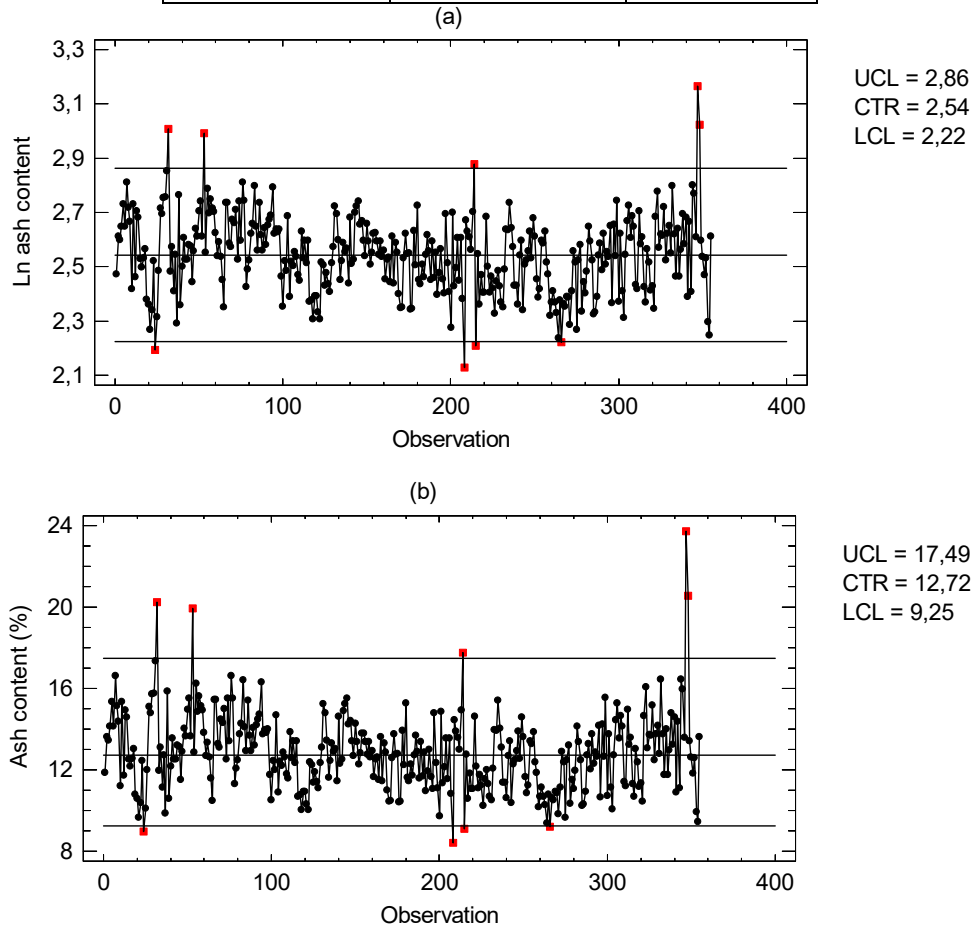 (a)
3,3
3,1
2,9
2,7
2,5
2,3
2,1
Ln ash content
0
100
200
300
400
Observation
UCL = 2,86
CTR = 2,54
LCL = 2,22
(b)
24
20
16
12
8
Ash content (%)
0
100
200
300
400
Observation
UCL = 17,49
CTR = 12,72
LCL = 9,25